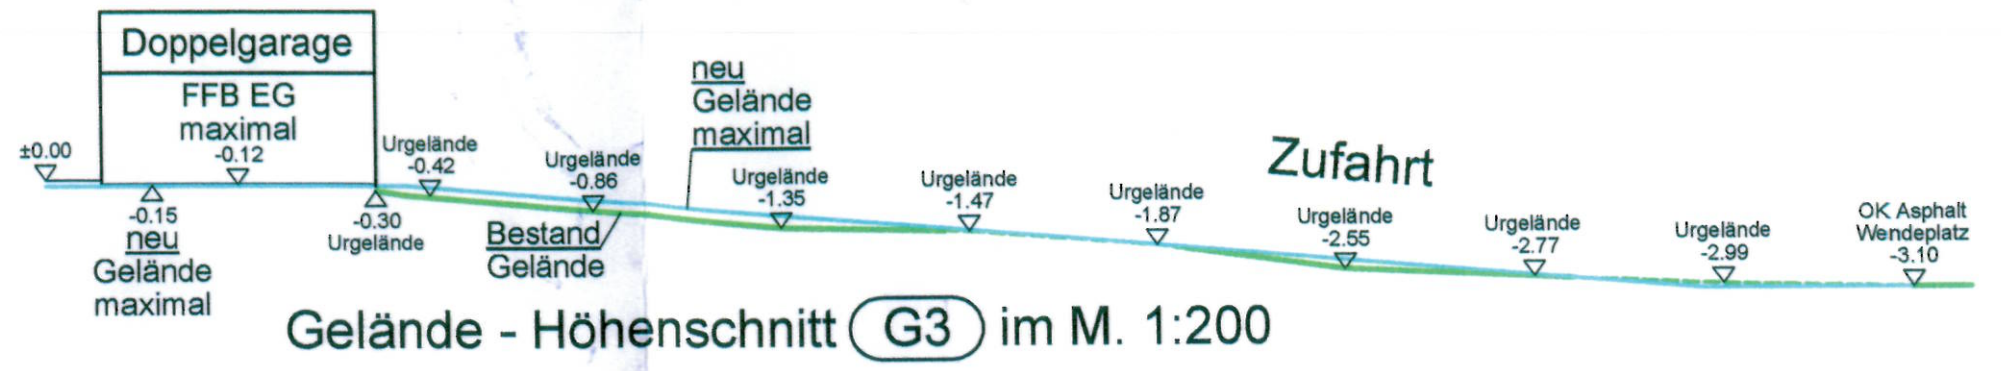 Doppelgarage
FFB EG
maximal
-0.12
±0.00
-0.15
neu
Gelände
maximal
-0.30
Urgelände
Urgelände
-0.42
Urgelände
-0.86
Bestand
Gelände
neu
Gelände
maximal
Urgelände
-1.35
Urgelände
-1.47
Urgelände
-1.87
Zufahrt
Urgelände
-2.55
Urgelände
-2.77
Urgelände
-2.99
OK Asphalt
Wendeplatz
-3.10
Gelände - Höhenschnitt G3 im M. 1:200